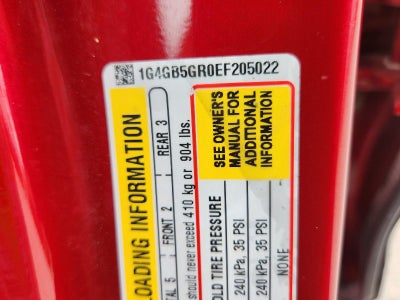 1G4GB5GR0EF205022
LOADING INFORMATION
TAL 5 | FRONT 2 | REAR 3
should never exceed 410 kg or 904 lbs.
OLD TIRE PRESSURE
240 kPa, 35 PSI
240 kPa, 35 PSI
NONE
SEE OWNER'S
MANUAL FOR
ADDITIONAL
INFORMATION